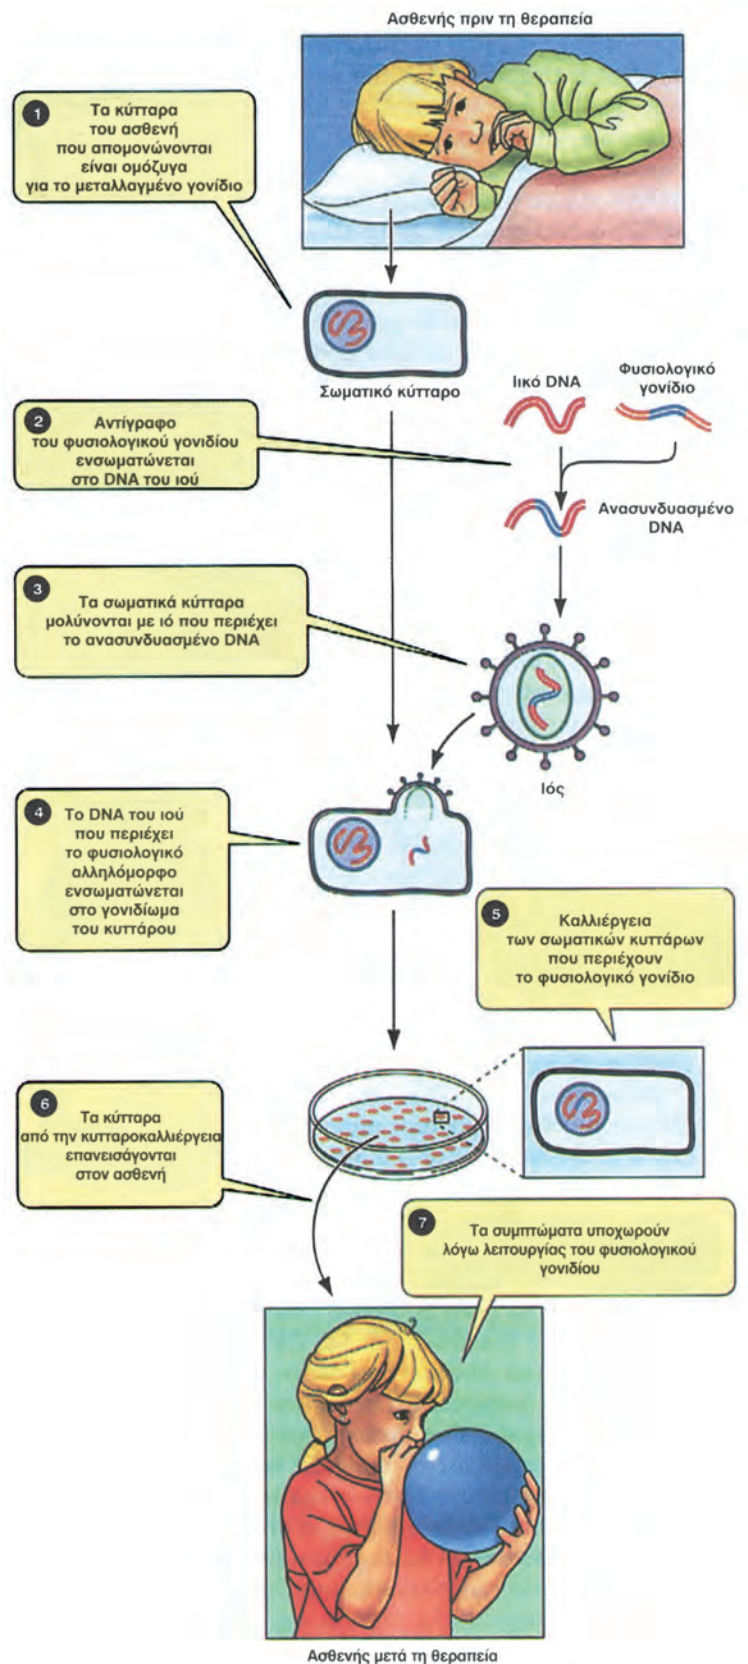 Ασθενής πριν τη θεραπεία
1
Τα κύτταρα
του ασθενή
που απομονώνονται
είναι ομόζυγα
για το μεταλλαγμένο γονίδιο
Σωματικό κύτταρο
Ιικό DNA
Φυσιολογικό
γονίδιο
2
Αντίγραφο
του φυσιολογικού γονιδίου
ενσωματώνεται
στο DNA του ιού
Ανασυνδυασμένο
DNA
3
Τα σωματικά κύτταρα
μολύνονται με ιό που περιέχει
το ανασυνδυασμένο DNA
Ιός
4
Το DNA του ιού
που περιέχει
το φυσιολογικό
αλληλόμορφο
ενσωματώνεται
στο γονιδίωμα
του κυττάρου
5
Καλλιέργεια
των σωματικών κυττάρων
που περιέχουν
το φυσιολογικό γονίδιο
6
Τα κύτταρα
από την κυτταροκαλλιέργεια
επανεισάγονται
στον ασθενή
7
Τα συμπτώματα υποχωρούν
λόγω λειτουργίας του φυσιολογικού
γονιδίου
Ασθενής μετά τη θεραπεία